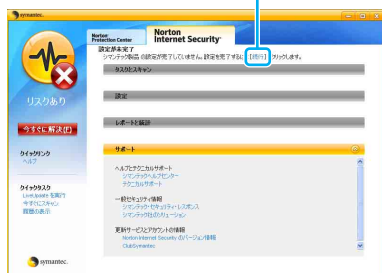 symantec.
Norton
Protection Center
Norton
Internet Security
設定が未完了
シマンテック製品の設定が完了していません。設定を完了するには[続行]をクリックします。
タスクとスキャン
リスクあり
設定
レポートと統計
今すぐに解決(F)
サポート
クイックリンク
ヘルプ
ヘルプとテクニカルサポート
シマンテックヘルプセンター
テクニカルサポート
クイックタスク
LiveUpdate を実行
今すぐにスキャン
履歴の表示
一般セキュリティ情報
シマンテック・セキュリティ・レスポンス
シマンテック社のソリューション
更新サービスとアカウントの情報
Norton Internet Security のバージョン情報
ClubSymantec
symantec.